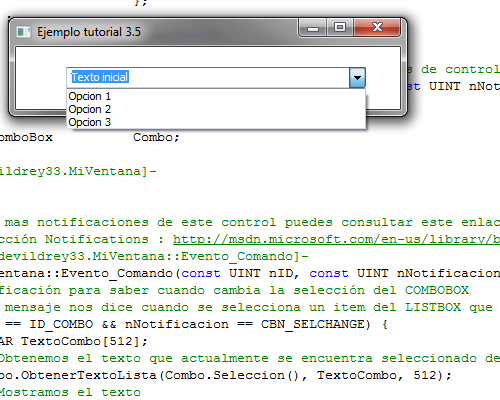 };
Ejemplo tutorial 3.5
Texto inicial
s de control
st UINT nNot
Opcion 1
Opcion 2
Opcion 3
omboBox Combo;
ildrey33.MiVentana]-
mas notificaciones de este control puedes consultar este enlac
cción Notifications : http://msdn.microsoft.com/en-us/library/b
devildrey33.MiVentana::Evento_Comando]-
entana::Evento_Comando(const UINT nID, const UINT nNotificacion
ficación para saber cuando cambia la selección del COMBOBOX
mensaje nos dice cuando se selecciona un item del LISTBOX que
== ID_COMBO && nNotificacion == CBN_SELCHANGE) {
AR TextoCombo[512];
Obtenemos el texto que actualmente se encuentra seleccionado de
bo.ObtenerTextoLista(Combo.Seleccion(), TextoCombo, 512);
Mostramos el texto